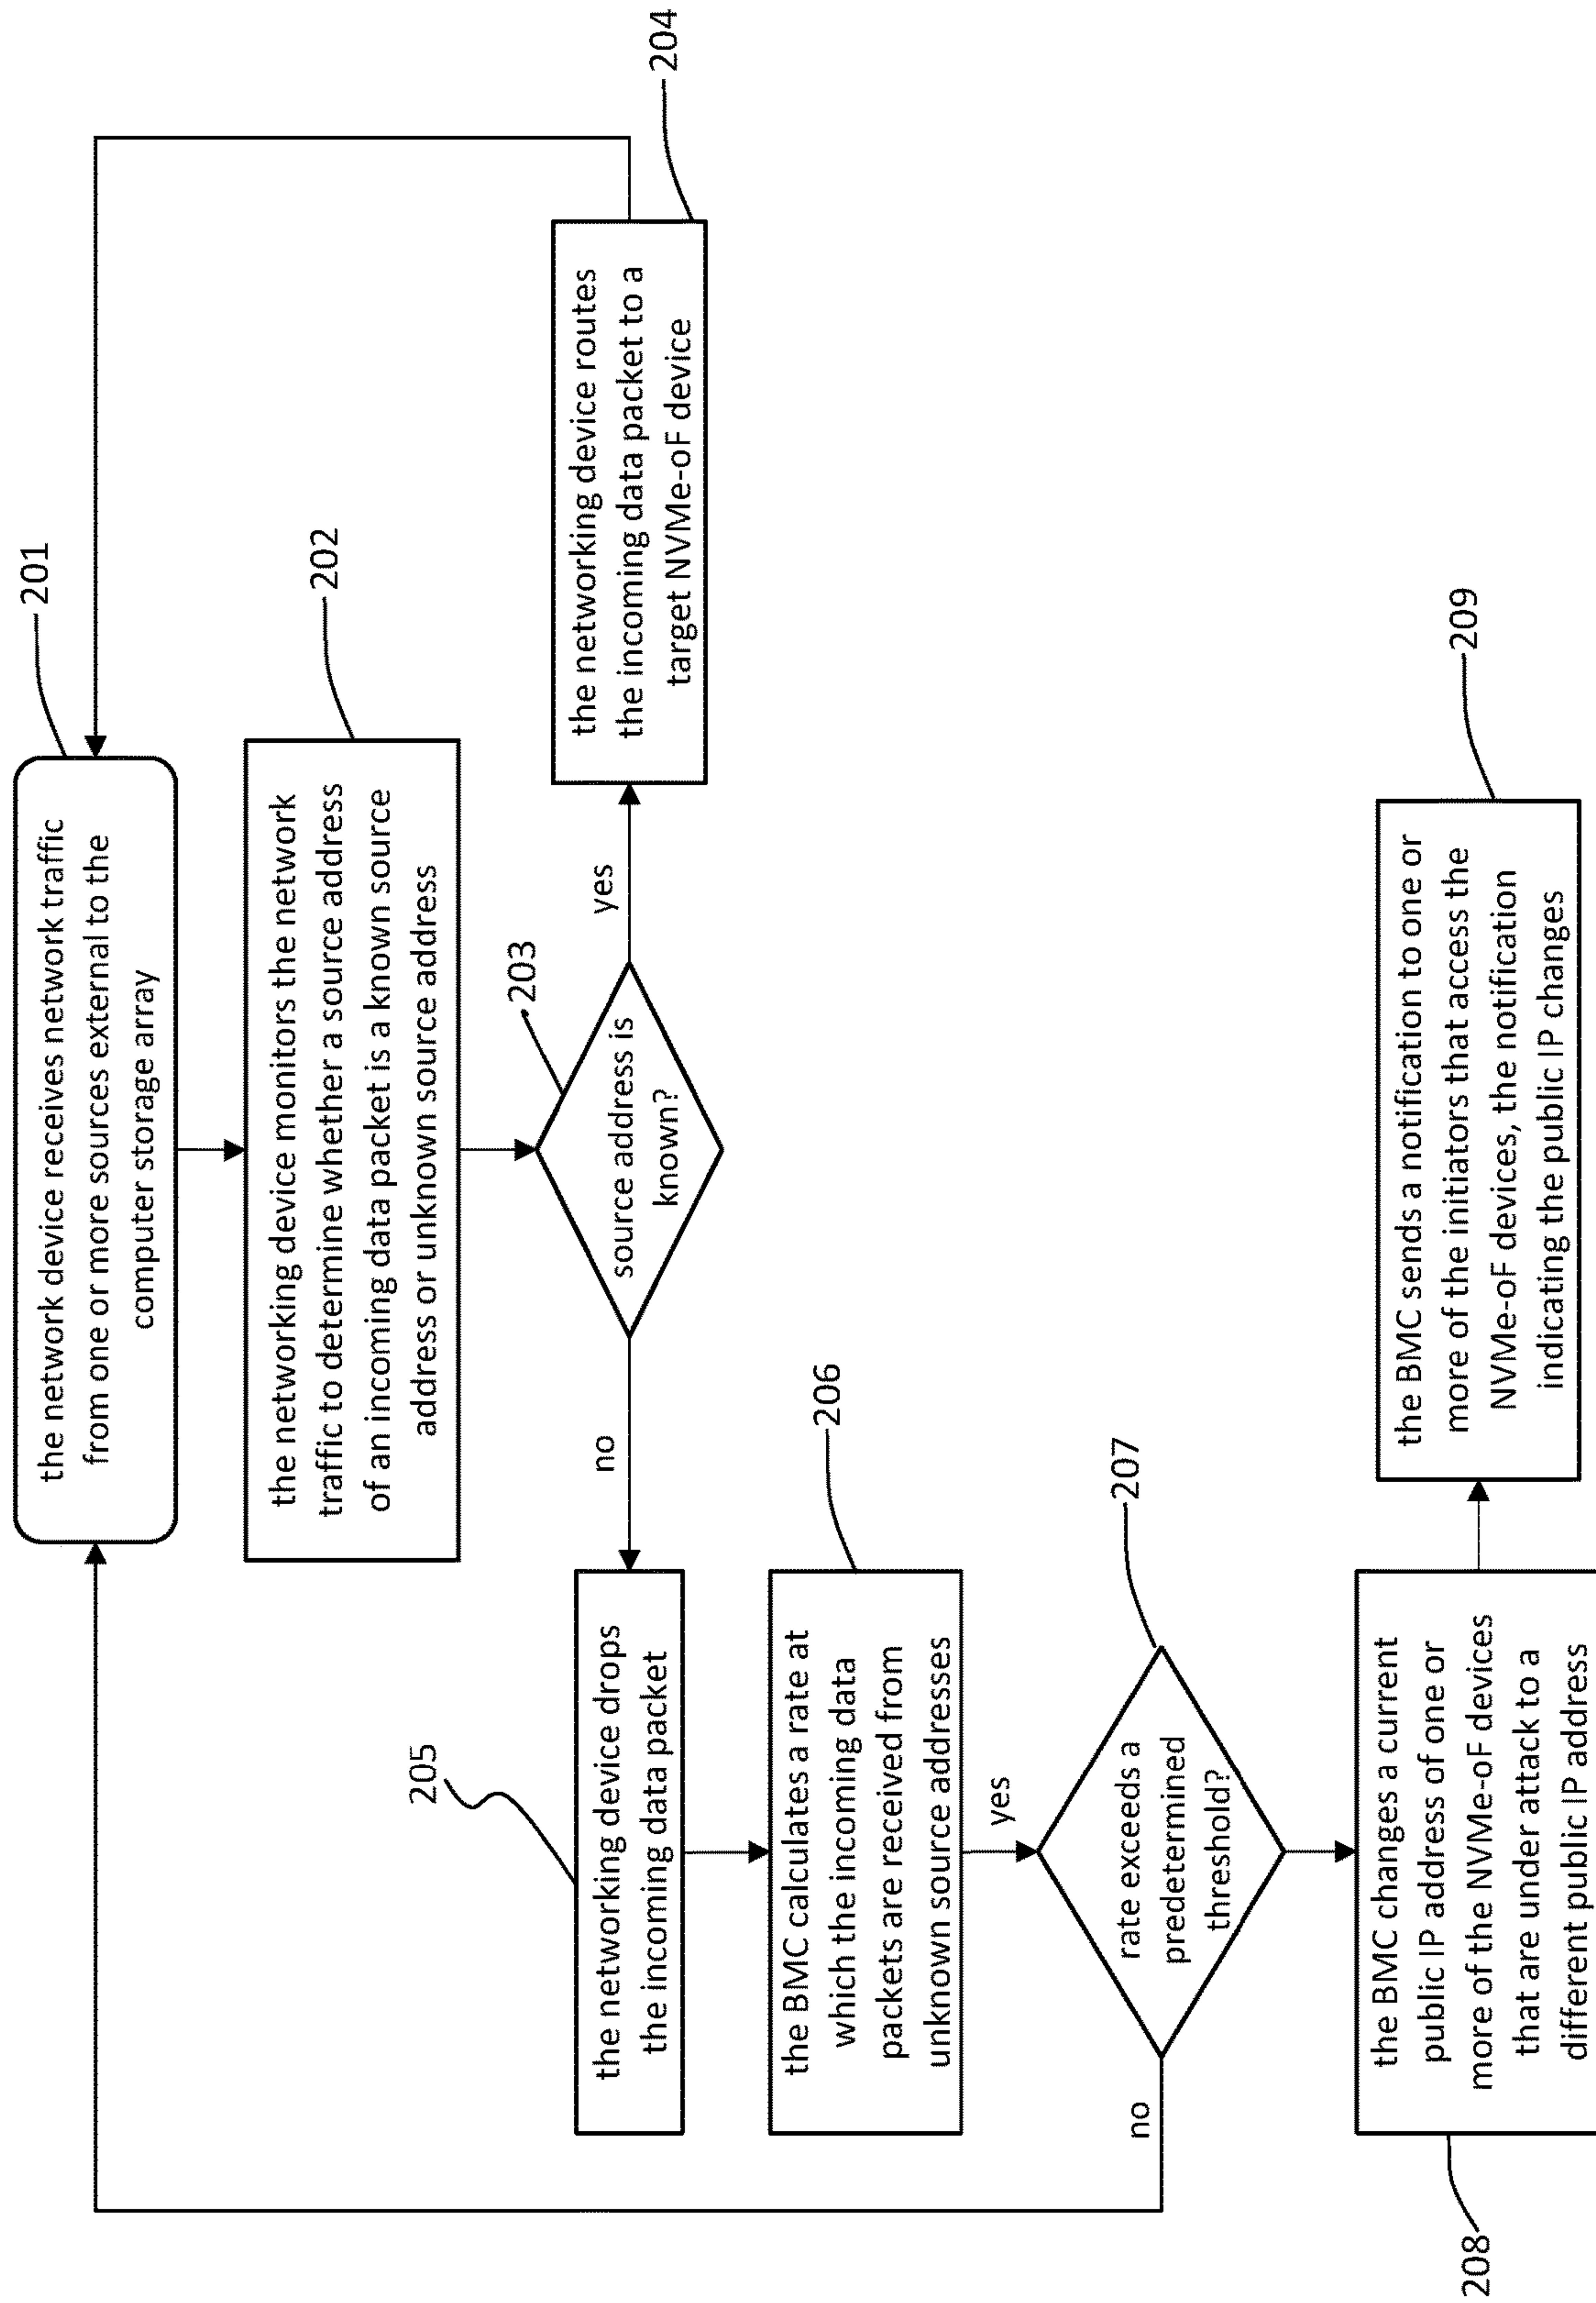 201
the network device receives network traffic
from one or more sources external to the
computer storage array
202
the networking device monitors the network
traffic to determine whether a source address
of an incoming data packet is a known source
address or unknown source address
203
source address is
known?
yes
no
204
the networking device routes
the incoming data packet to a
target NVMe-oF device
205
the networking device drops
the incoming data packet
206
the BMC calculates a rate at
which the incoming data
packets are received from
unknown source addresses
yes
207
rate exceeds a
predetermined
threshold?
no
208
the BMC changes a current
public IP address of one or
more of the NVMe-oF devices
that are under attack to a
different public IP address
209
the BMC sends a notification to one or
more of the initiators that access the
NVMe-oF devices, the notification
indicating the public IP changes